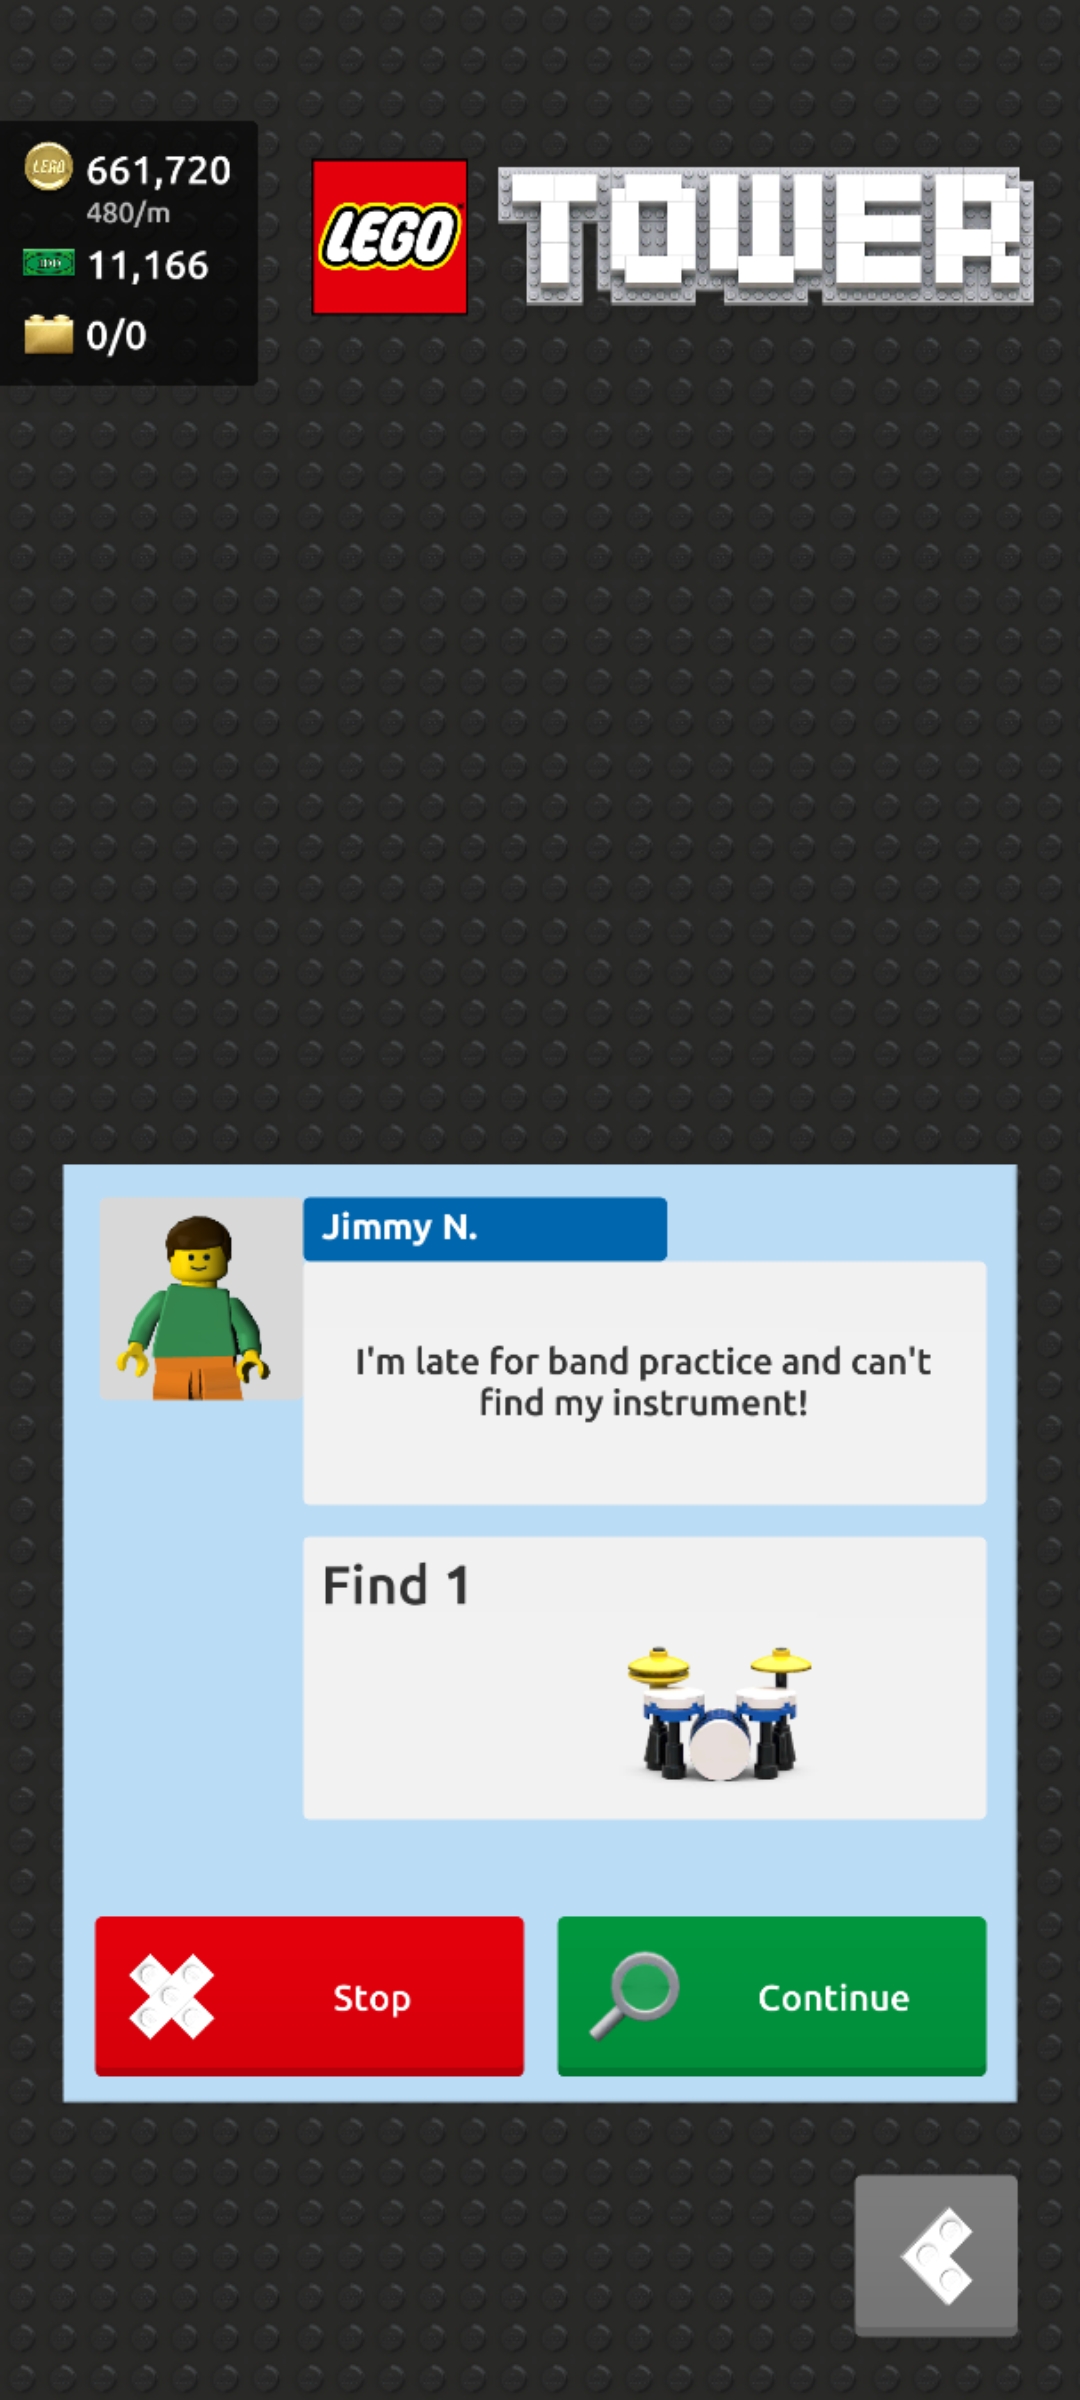 661,720
480/m
11,166
0/0
LEGO TOWER
Jimmy N.
I'm late for band practice and can't
find my instrument!
Find 1
Stop
Continue